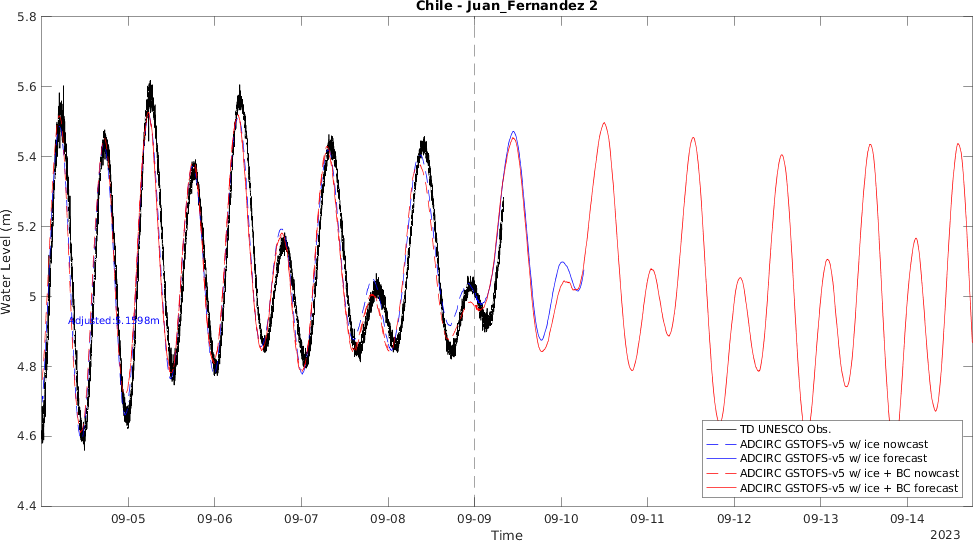 Chile - Juan_Fernandez 2
5.8
5.6
5.4
5.2
5
4.8
4.6
4.4
Water Level (m)
Adjusted:5.1598m
TD UNESCO Obs.
ADCIRC GSTOFS-v5 w/ ice nowcast
ADCIRC GSTOFS-v5 w/ ice forecast
ADCIRC GSTOFS-v5 w/ ice + BC nowcast
ADCIRC GSTOFS-v5 w/ ice + BC forecast
09-05 09-06 09-07 09-08 09-09 09-10 09-11 09-12 09-13 09-14
Time
2023